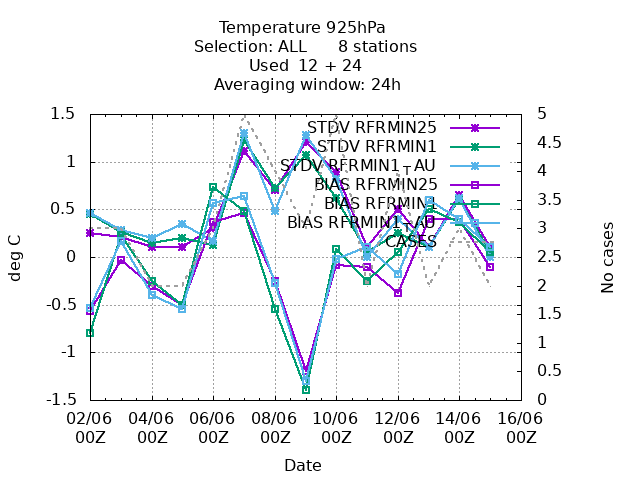 Temperature 925hPa
Selection: ALL 8 stations
Used 12 + 24
Averaging window: 24h
1.5
1
0.5
0
-0.5
-1
-1.5
deg C
5
4.5
4
3.5
3
2.5
2
1.5
1
0.5
0
No cases
STDV RFRMIN25
STDV RFRMIN1
STDV RFRMIN1_AU
BIAS RFRMIN25
BIAS RFRMIN1
BIAS RFRMIN1_AU
CASES
02/06 04/06 06/06 08/06 10/06 12/06 14/06 16/06
00Z 00Z 00Z 00Z 00Z 00Z 00Z 00Z
Date